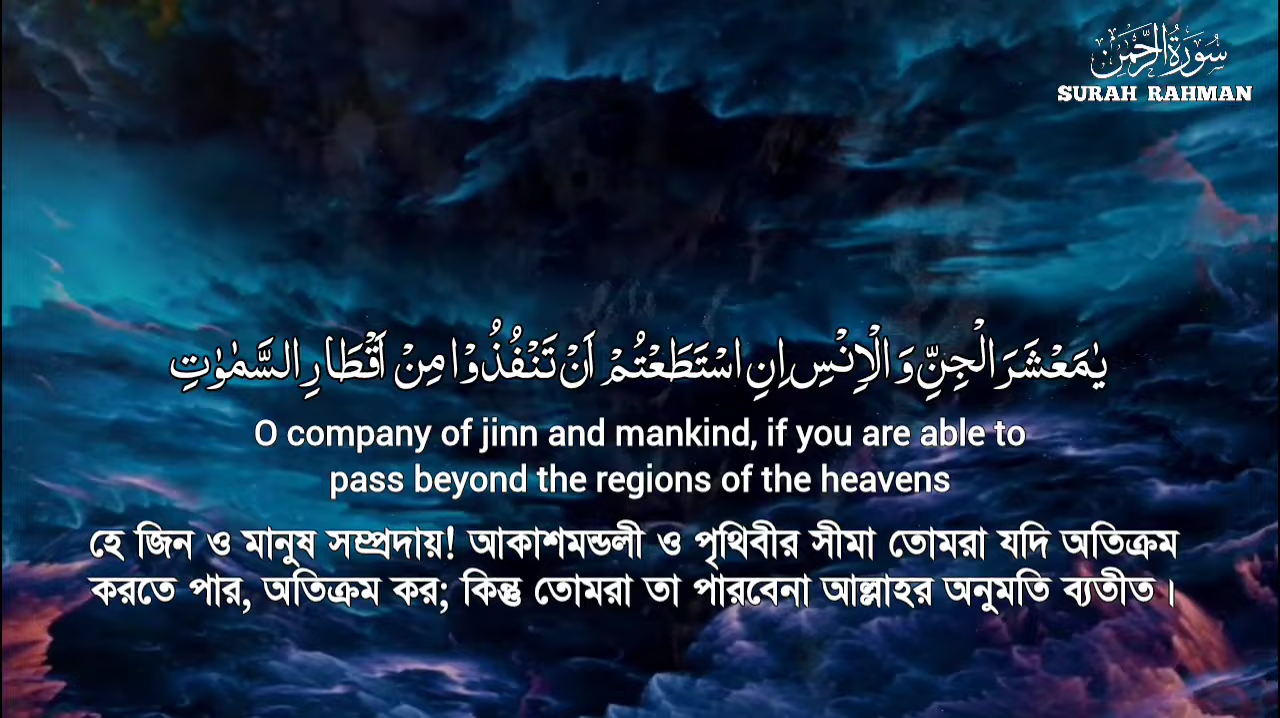 سُورَةُ الرَّحْمٰن
SURAH RAHMAN
يٰمَعْشَرَ الْجِنِّ وَ الْاِنْسِ اِنِ اسْتَطَعْتُمْ اَنْ تَنْفُذُوْا مِنْ اَقْطَارِ السَّمٰوٰتِ
O company of jinn and mankind, if you are able to
pass beyond the regions of the heavens
হে জিন ও মানুষ সম্প্রদায়! আকাশমন্ডলী ও পৃথিবীর সীমা তোমরা যদি অতিক্রম
করতে পার, অতিক্রম কর; কিন্তু তোমরা তা পারবেনা আল্লাহর অনুমতি ব্যতীত।